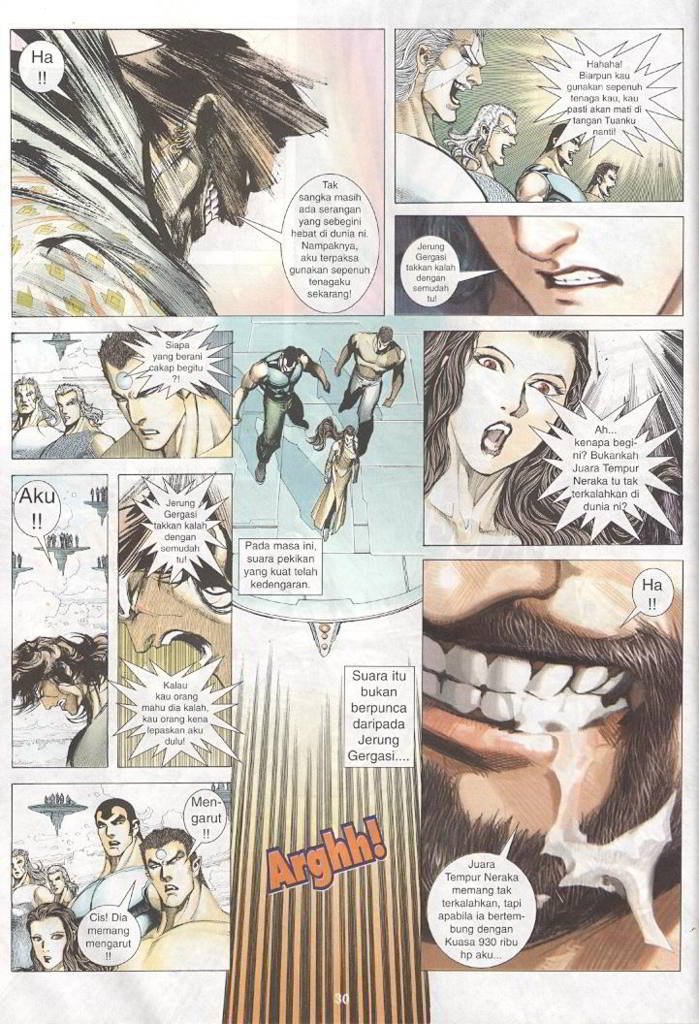 Ha
!!
Tak
sangka masih
ada serangan
yang sebegini
hebat di dunia ni.
Nampaknya,
aku terpaksa
gunakan sepenuh
tenagaku
sekarang!
Hahaha!
Biarpun kau
gunakan sepenuh
tenaga kau, kau
pasti akan mati di
tangan Tuanku
nanti!
Jerung
Gergasi
takkan kalah
dengan
semudah
tu!
Siapa
yang berani
cakap begitu
?!
Ah...
kenapa begi-
ni? Bukankah
Juara Tempur
Neraka tu tak
terkalahkan di
dunia ni?
Aku
!!
Jerung
Gergasi
takkan kalah
dengan
semudah
tu!
Kalau
kau orang
mahu dia kalah,
kau orang kena
lepaskan aku
dulu!
Pada masa ini,
suara pekikan
yang kuat telah
kedengaran.
Suara itu
bukan
berpunca
daripada
Jerung
Gergasi....
Ha
!!
Juara
Tempur Neraka
memang tak
terkalahkan, tapi
apabila ia bertem-
bung dengan
Kuasa 930 ribu
hp aku...
Men-
garut
!!
Cis! Dia
memang
mengarut
!!
Arghh!
30